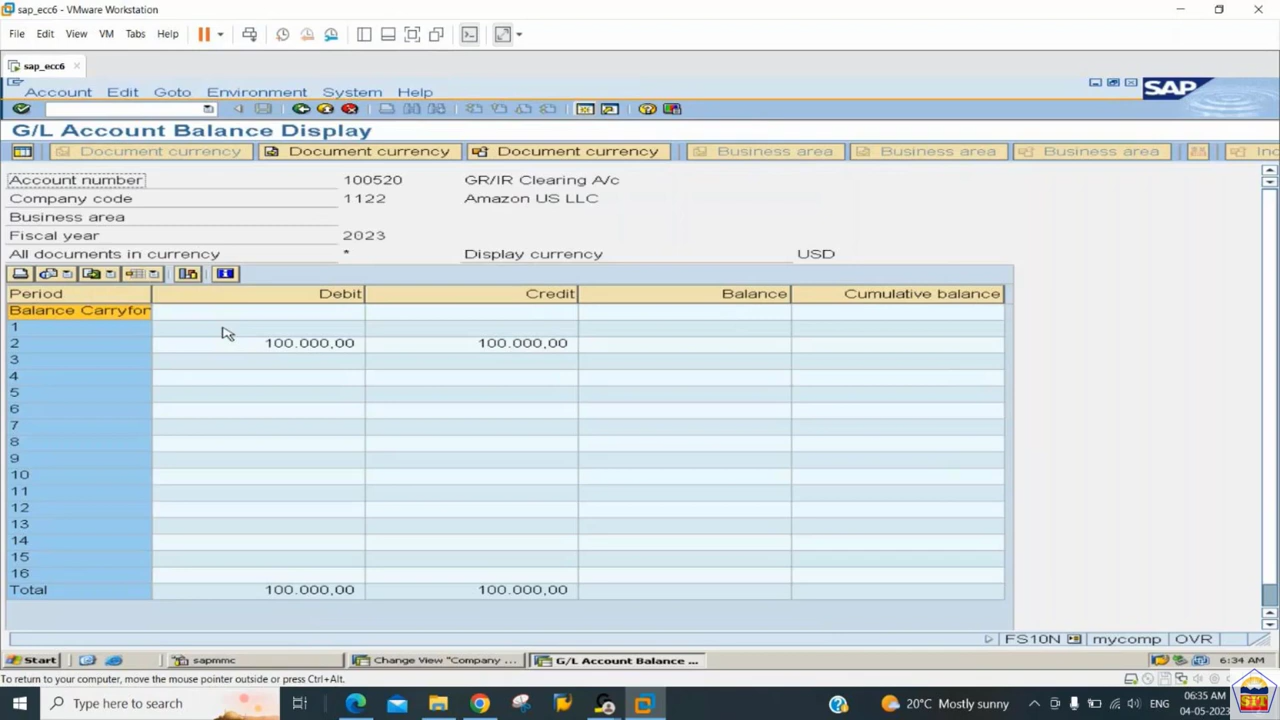 sap_ecc6 - VMware Workstation
File Edit View VM Tabs Help
sap_ecc6
Account Edit Goto Environment System Help
SAP
G/L Account Balance Display
Document currency Document currency Document currency Business area Business area Business area
Account number 100520 GR/IR Clearing A/c
Company code 1122 Amazon US LLC
Business area
Fiscal year 2023
All documents in currency * Display currency USD
Period Debit Credit Balance Cumulative balance
Balance Carryfor
1
2 100.000,00 100.000,00
3
4
5
6
7
8
9
10
11
12
13
14
15
16
Total 100.000,00 100.000,00
FS10N mycomp OVR
Start sapmmc Change View "Company ... G/L Account Balance ... 6:34 AM
To return to your computer, move the mouse pointer outside or press Ctrl+Alt.
Type here to search 20°C Mostly sunny ENG 06:35 AM
04-05-2023